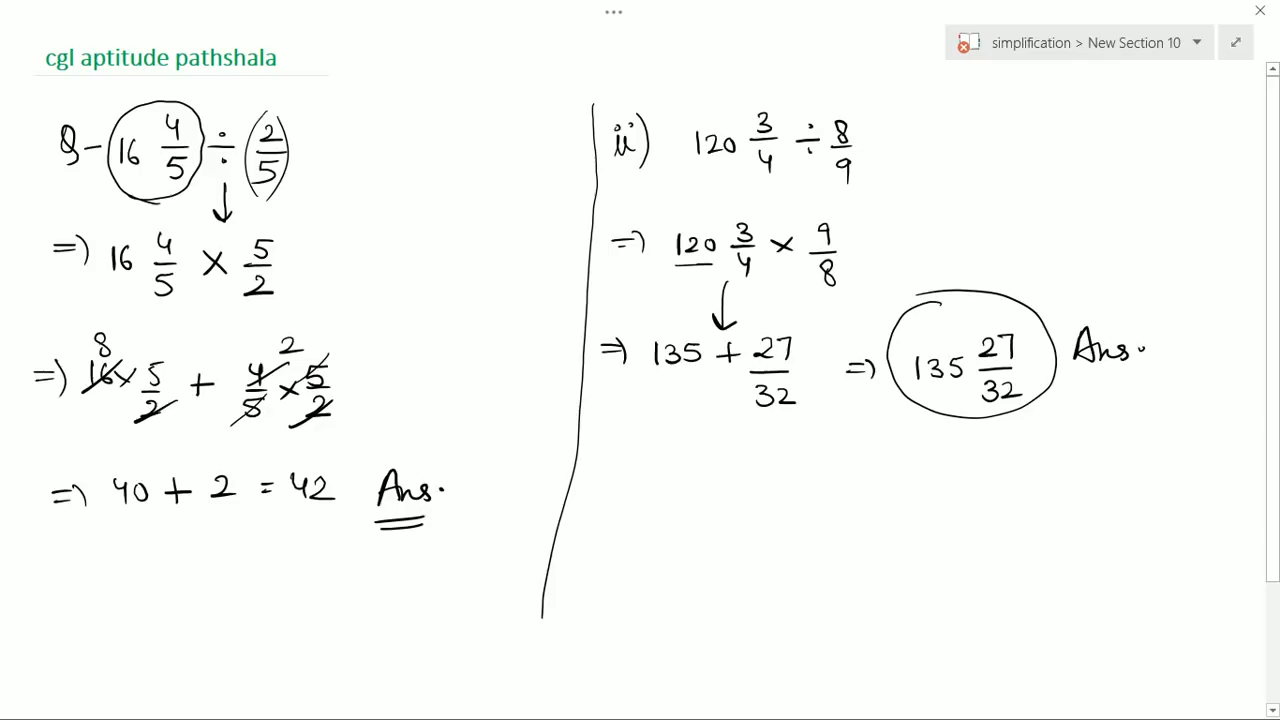 simplification > New Section 10
cgl aptitude pathshala
Q- 16 4/5 ÷ (2/5)
=) 16 4/5 × 5/2
=) 8 16 × 5/2 + 4/5 × 5/2 2
=) 40 + 2 = 42 Ans.
ii) 120 3/4 ÷ 8/9
=) 120 3/4 × 9/8
=) 135 + 27/32 =) 135 27/32 Ans.